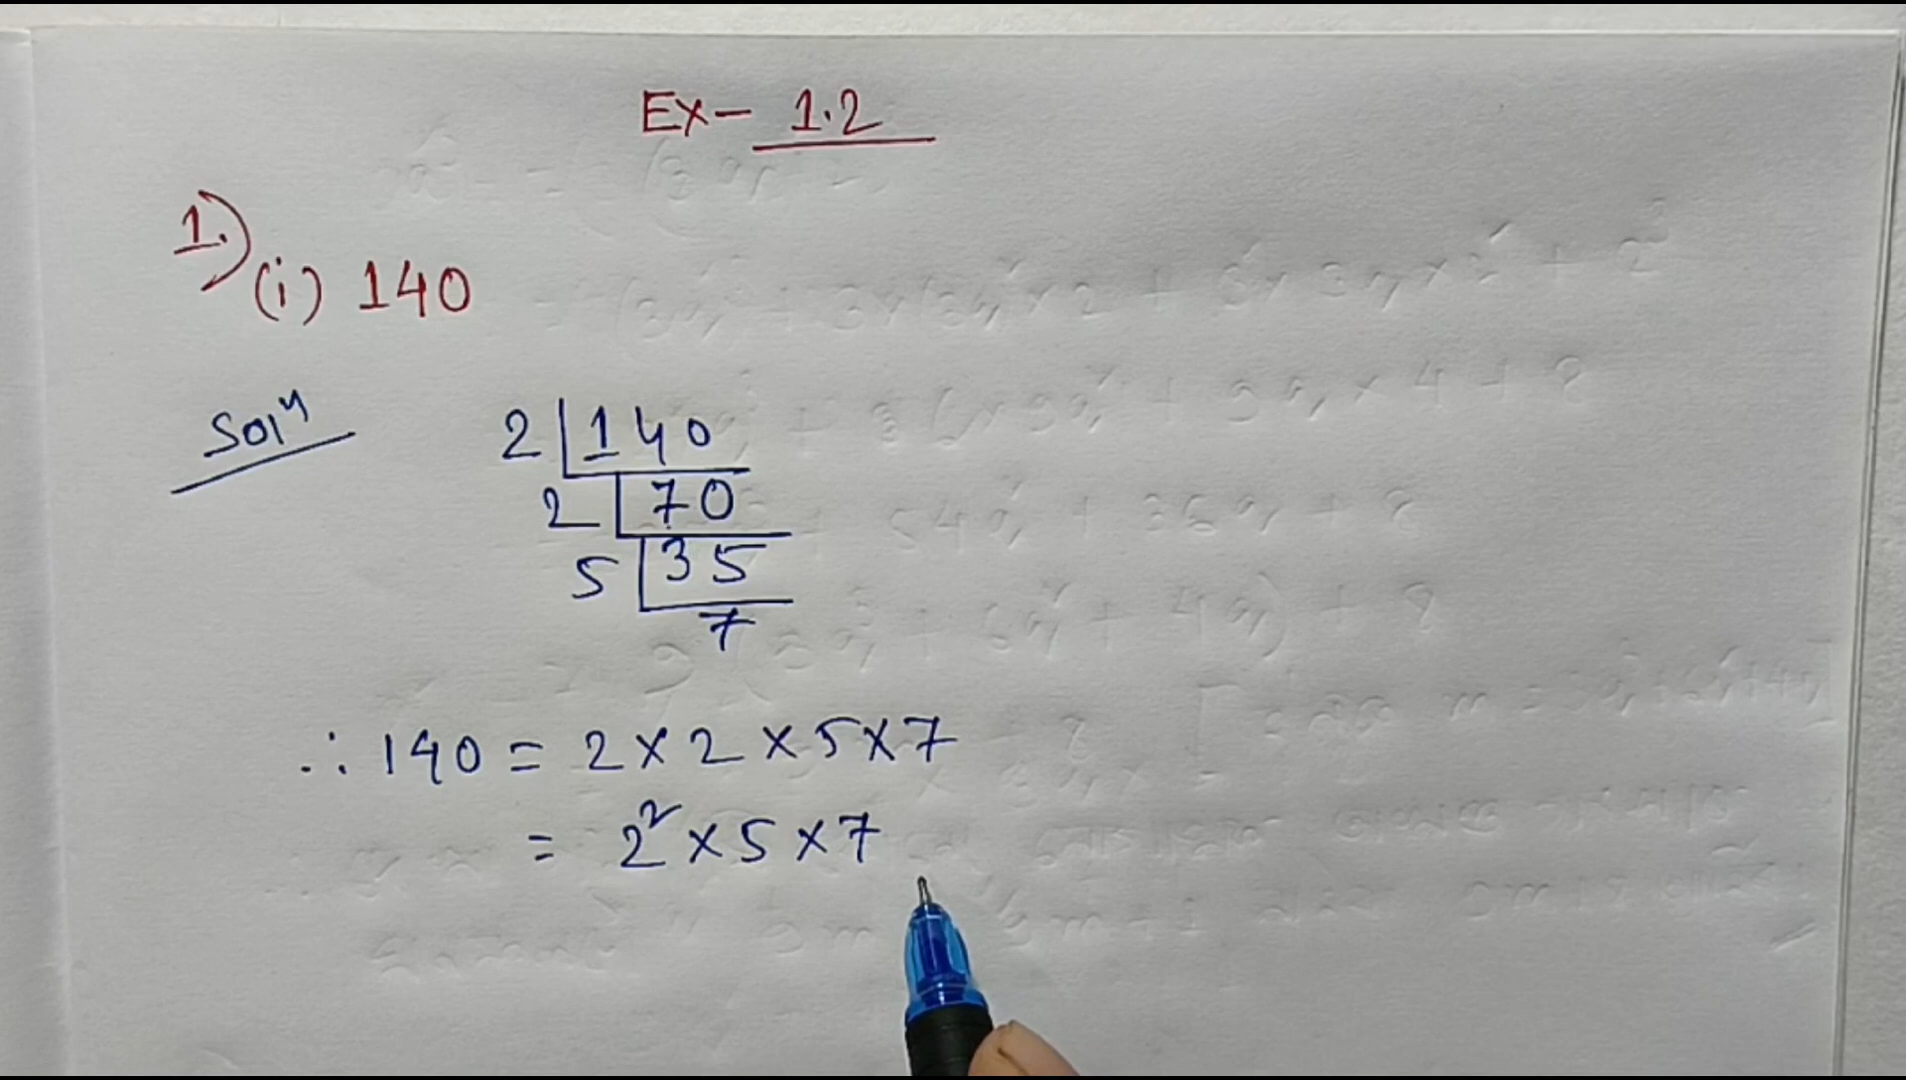 Ex- 1.2
1.)
(i) 140
Solⁿ
2 | 140
2 | 70
5 | 35
7
∴ 140 = 2 × 2 × 5 × 7
= 2² × 5 × 7